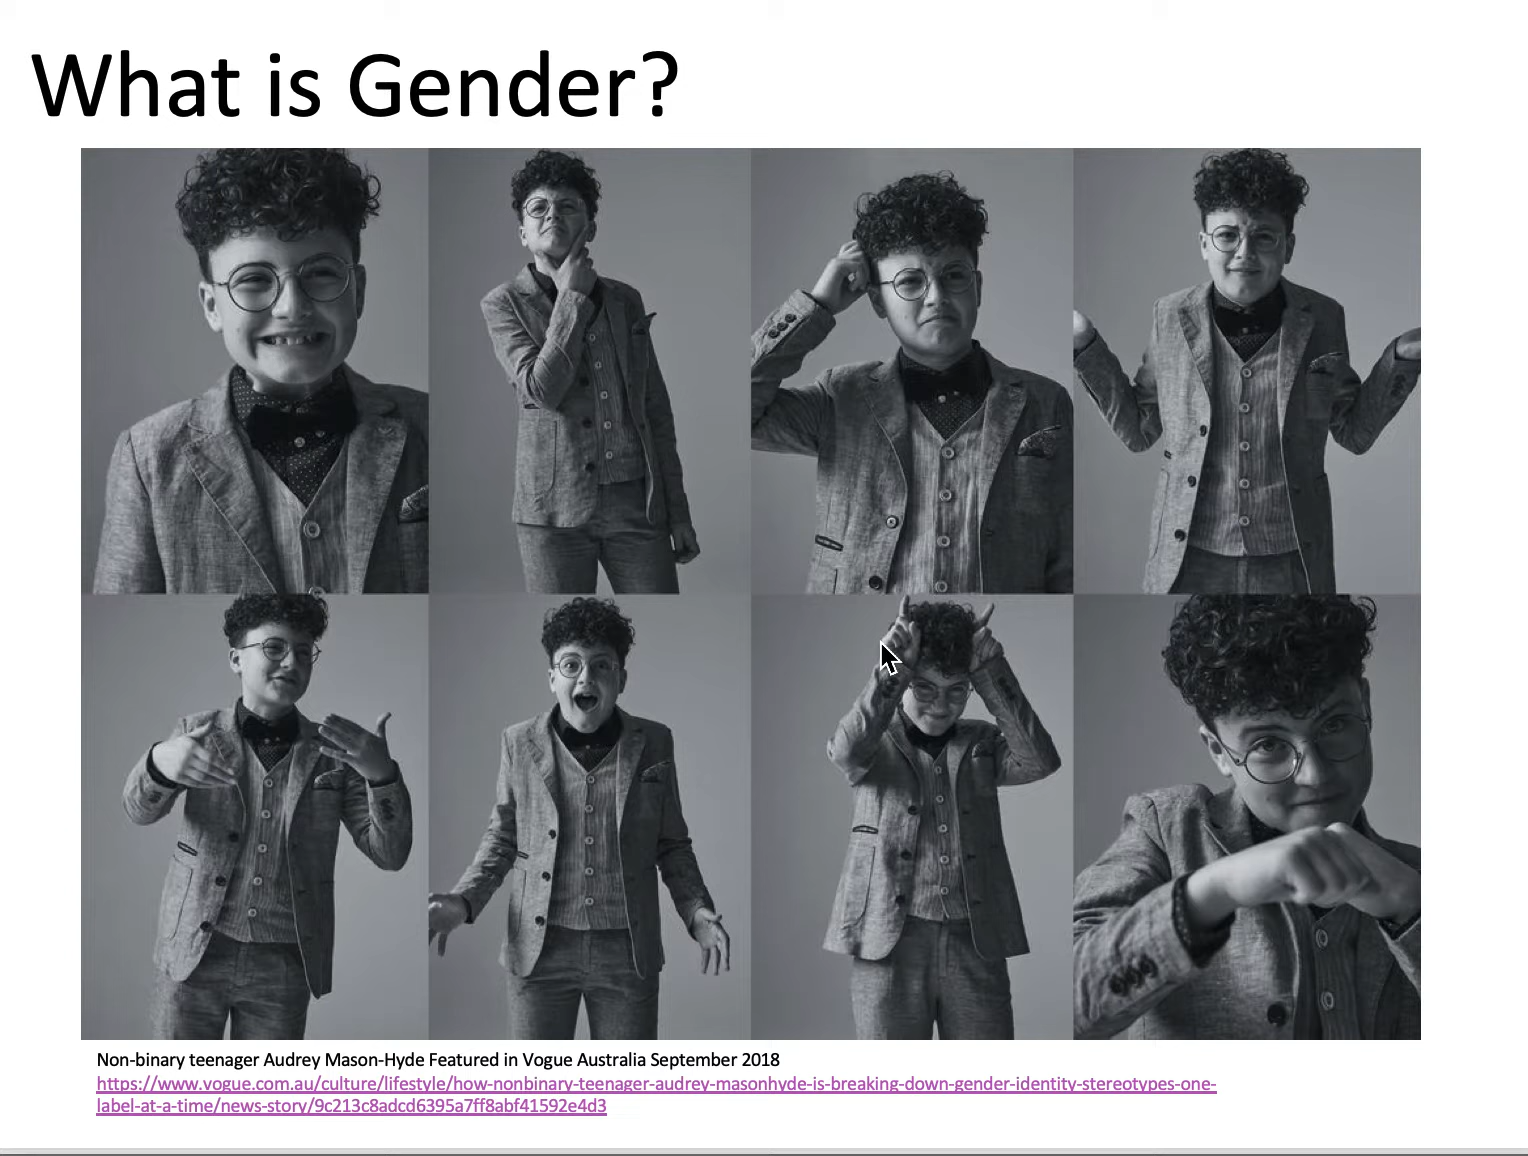 What is Gender?
Non-binary teenager Audrey Mason-Hyde Featured in Vogue Australia September 2018
https://www.vogue.com.au/culture/lifestyle/how-nonbinary-teenager-audrey-masonhyde-is-breaking-down-gender-identity-stereotypes-one-
label-at-a-time/news-story/9c213c8adcd6395a7ff8abf41592e4d3